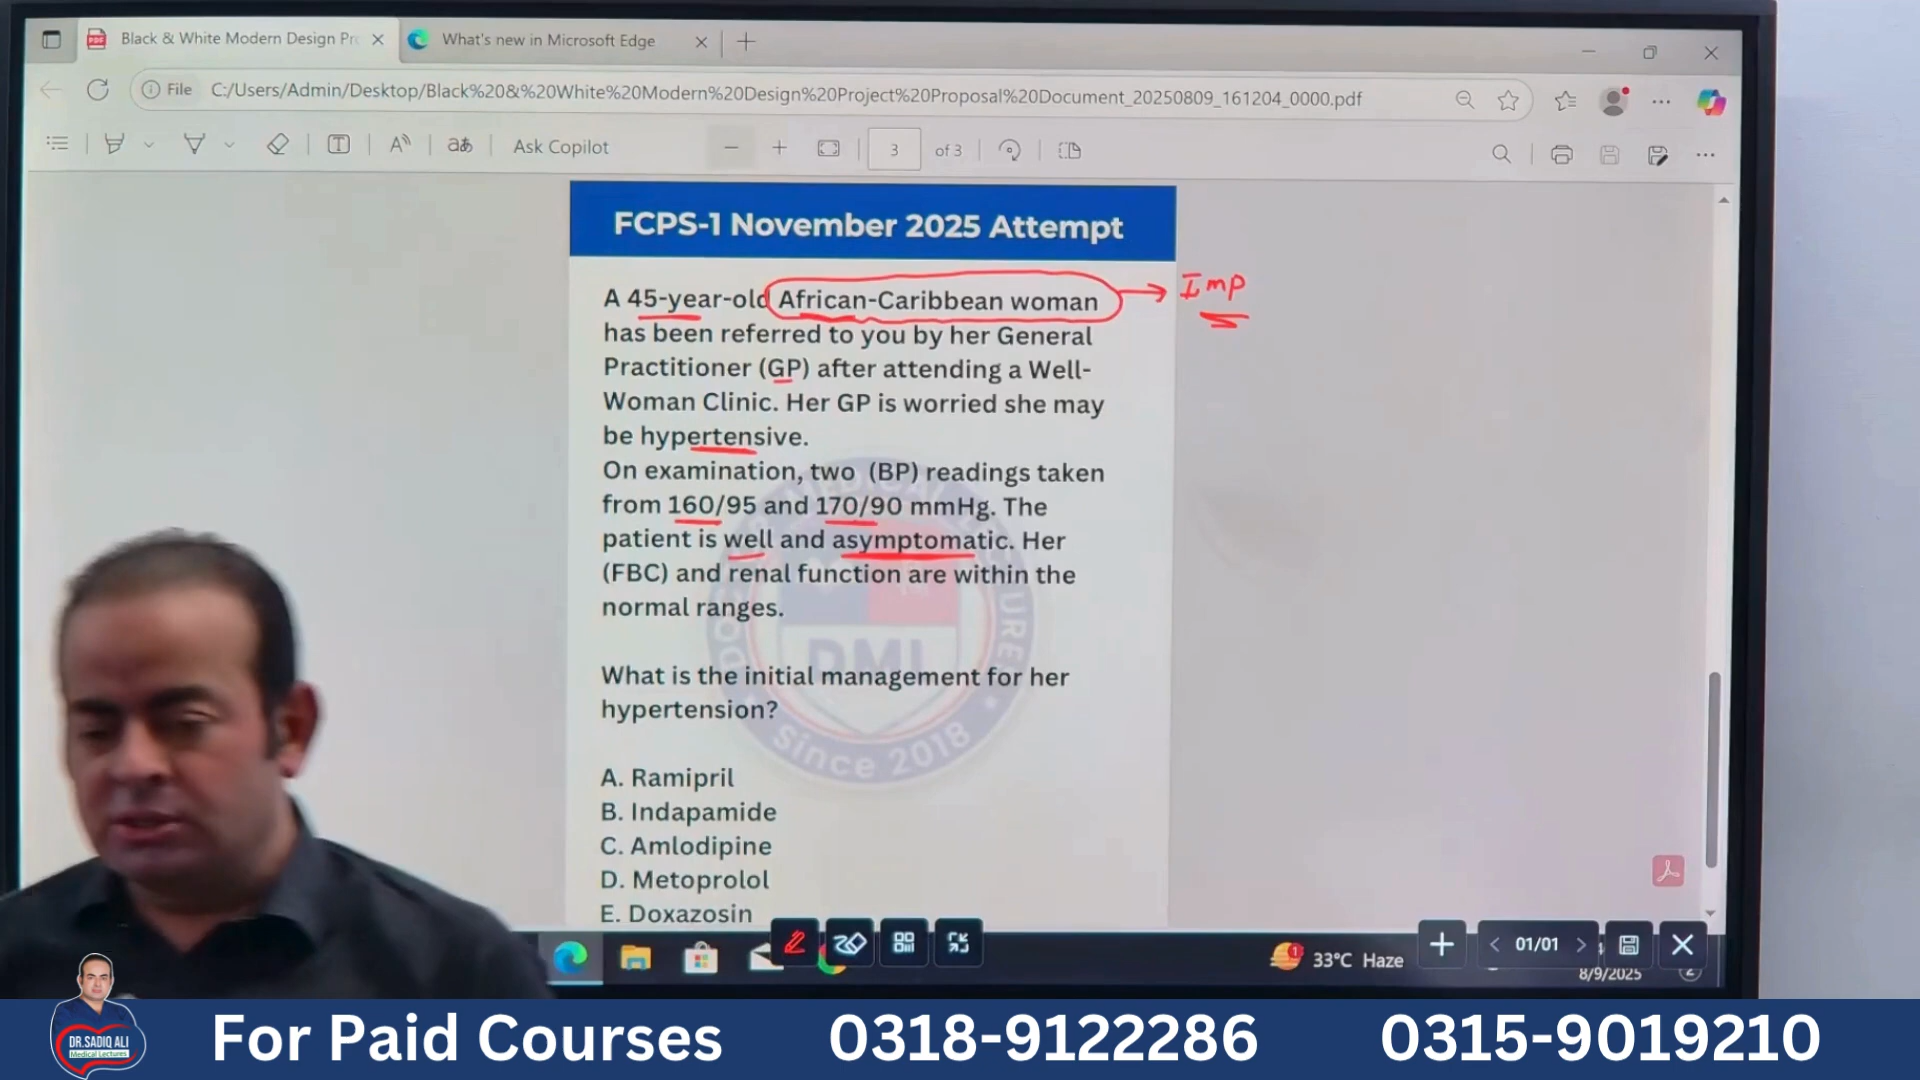 Black & White Modern Design Pr
What's new in Microsoft Edge
File C:/Users/Admin/Desktop/Black%20&%20White%20Modern%20Design%20Project%20Proposal%20Document_20250809_161204_0000.pdf
Ask Copilot
3 of 3
FCPS-1 November 2025 Attempt
A 45-year-old African-Caribbean woman → Imp
has been referred to you by her General
Practitioner (GP) after attending a Well-
Woman Clinic. Her GP is worried she may
be hypertensive.
On examination, two (BP) readings taken
from 160/95 and 170/90 mmHg. The
patient is well and asymptomatic. Her
(FBC) and renal function are within the
normal ranges.
What is the initial management for her
hypertension?
A. Ramipril
B. Indapamide
C. Amlodipine
D. Metoprolol
E. Doxazosin
DML
Since 2018
33°C Haze
01/01
8/9/2025
DR.SADIQ ALI
Medical Lectures
For Paid Courses 0318-9122286 0315-9019210